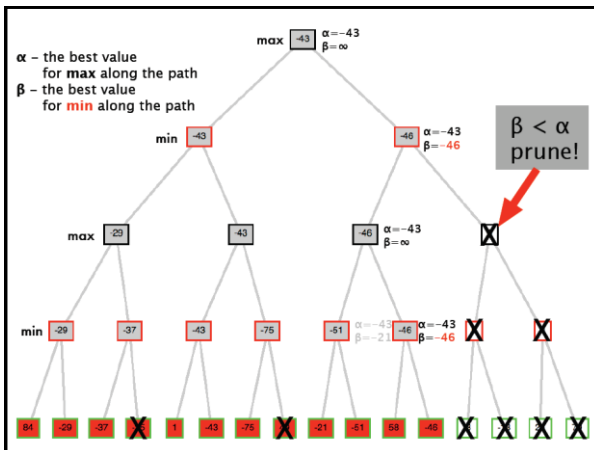 max -43 α=-43
β=∞
α - the best value
for max along the path
β - the best value
for min along the path
min -43 -46 α=-43
β=-46
β < α
prune!
max -29 -43 -46 α=-43
β=∞
X
min -29 -37 -43 -75 -51 α=-43
β=-21
-46 α=-43
β=-46
X X
84 -29 -37 X 1 -43 -75 X -21 -51 58 -46 X X X X